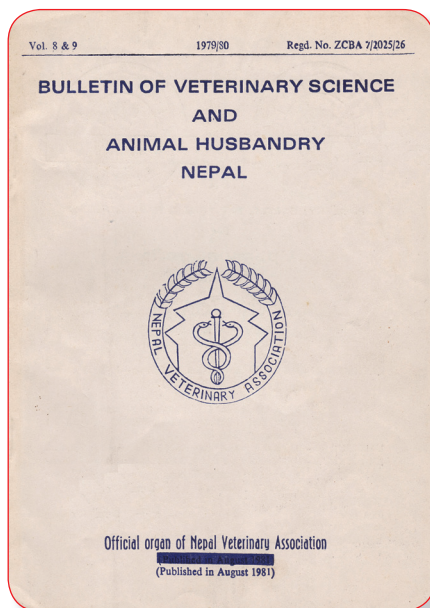 Vol. 8 & 9 1979/80 Regd. No. ZCBA 7/2025/26
BULLETIN OF VETERINARY SCIENCE
AND
ANIMAL HUSBANDRY
NEPAL
NEPAL VETERINARY ASSOCIATION
Official organ of Nepal Veterinary Association
(Published in August 1981)